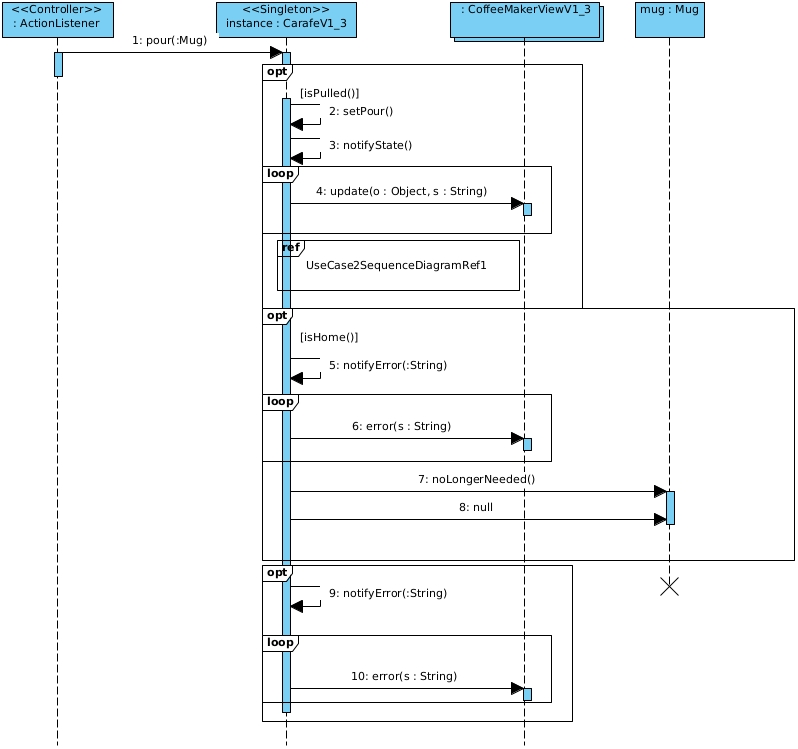 <<Controller>>
: ActionListener
<<Singleton>>
instance : CarafeV1_3
: CoffeeMakerViewV1_3
mug : Mug
1: pour(:Mug)
opt
[isPulled()]
2: setPour()
3: notifyState()
loop
4: update(o : Object, s : String)
ref
UseCase2SequenceDiagramRef1
opt
[isHome()]
5: notifyError(:String)
loop
6: error(s : String)
7: noLongerNeeded()
8: null
opt
9: notifyError(:String)
loop
10: error(s : String)